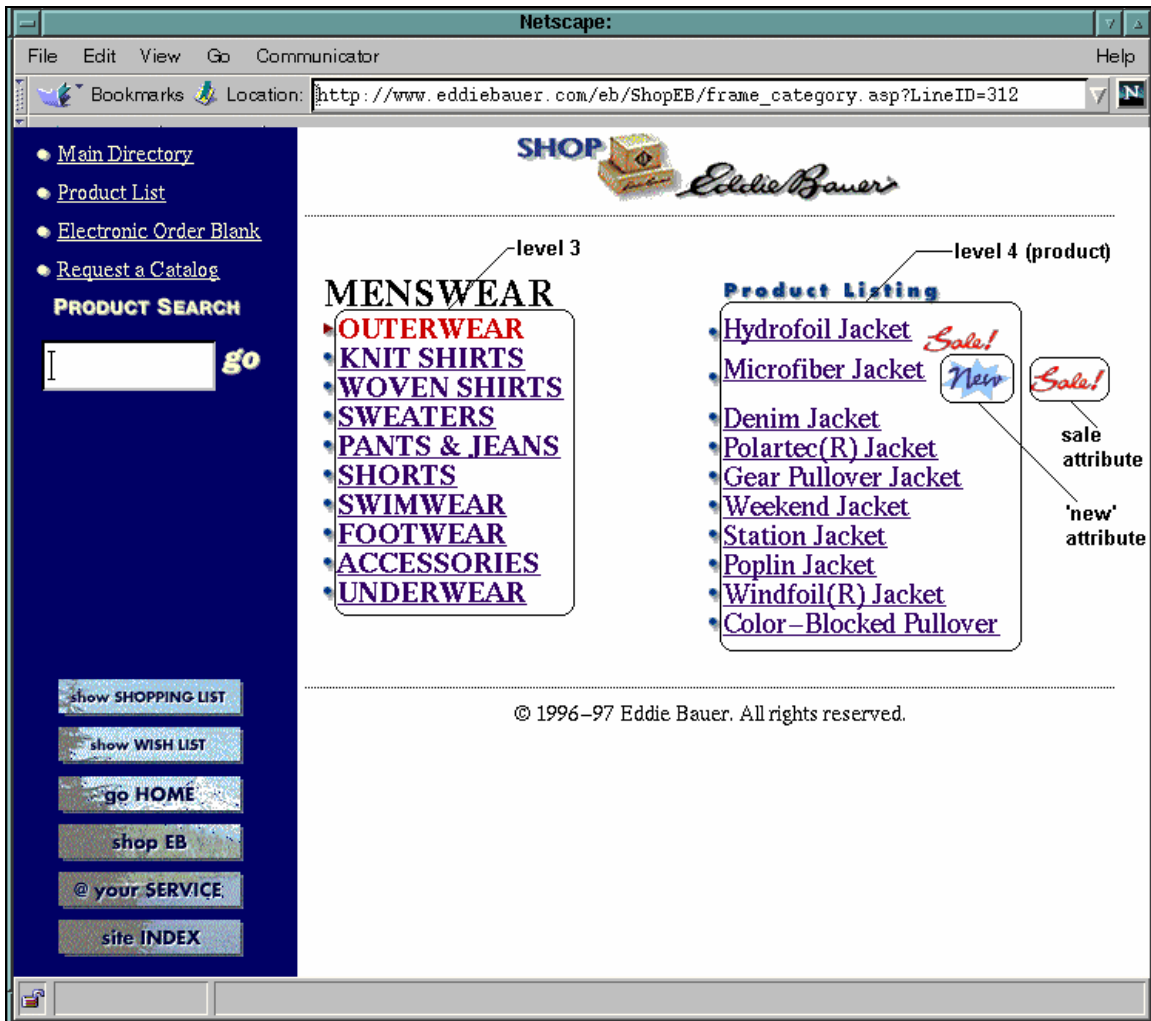 Netscape:
File Edit View Go Communicator Help
Bookmarks Location: http://www.eddiebauer.com/eb/ShopEB/frame_category.asp?LineID=312 N
Main Directory
Product List
Electronic Order Blank
Request a Catalog
PRODUCT SEARCH
go
show SHOPPING LIST
show WISH LIST
go HOME
shop EB
@ your SERVICE
site INDEX
SHOP Eddie Bauer
level 3
MENSWEAR
OUTERWEAR
KNIT SHIRTS
WOVEN SHIRTS
SWEATERS
PANTS & JEANS
SHORTS
SWIMWEAR
FOOTWEAR
ACCESSORIES
UNDERWEAR
level 4 (product)
Product Listing
Hydrofoil Jacket Sale!
Microfiber Jacket New Sale!
Denim Jacket
Polartec(R) Jacket
Gear Pullover Jacket
Weekend Jacket
Station Jacket
Poplin Jacket
Windfoil(R) Jacket
Color-Blocked Pullover
sale
attribute
'new'
attribute
© 1996-97 Eddie Bauer. All rights reserved.